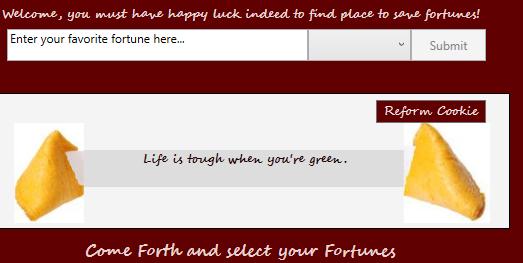 Welcome, you must have happy luck indeed to find place to save fortunes!
Enter your favorite fortune here...
Submit
Reform Cookie
Life is tough when you're green.
Come Forth and select your Fortunes